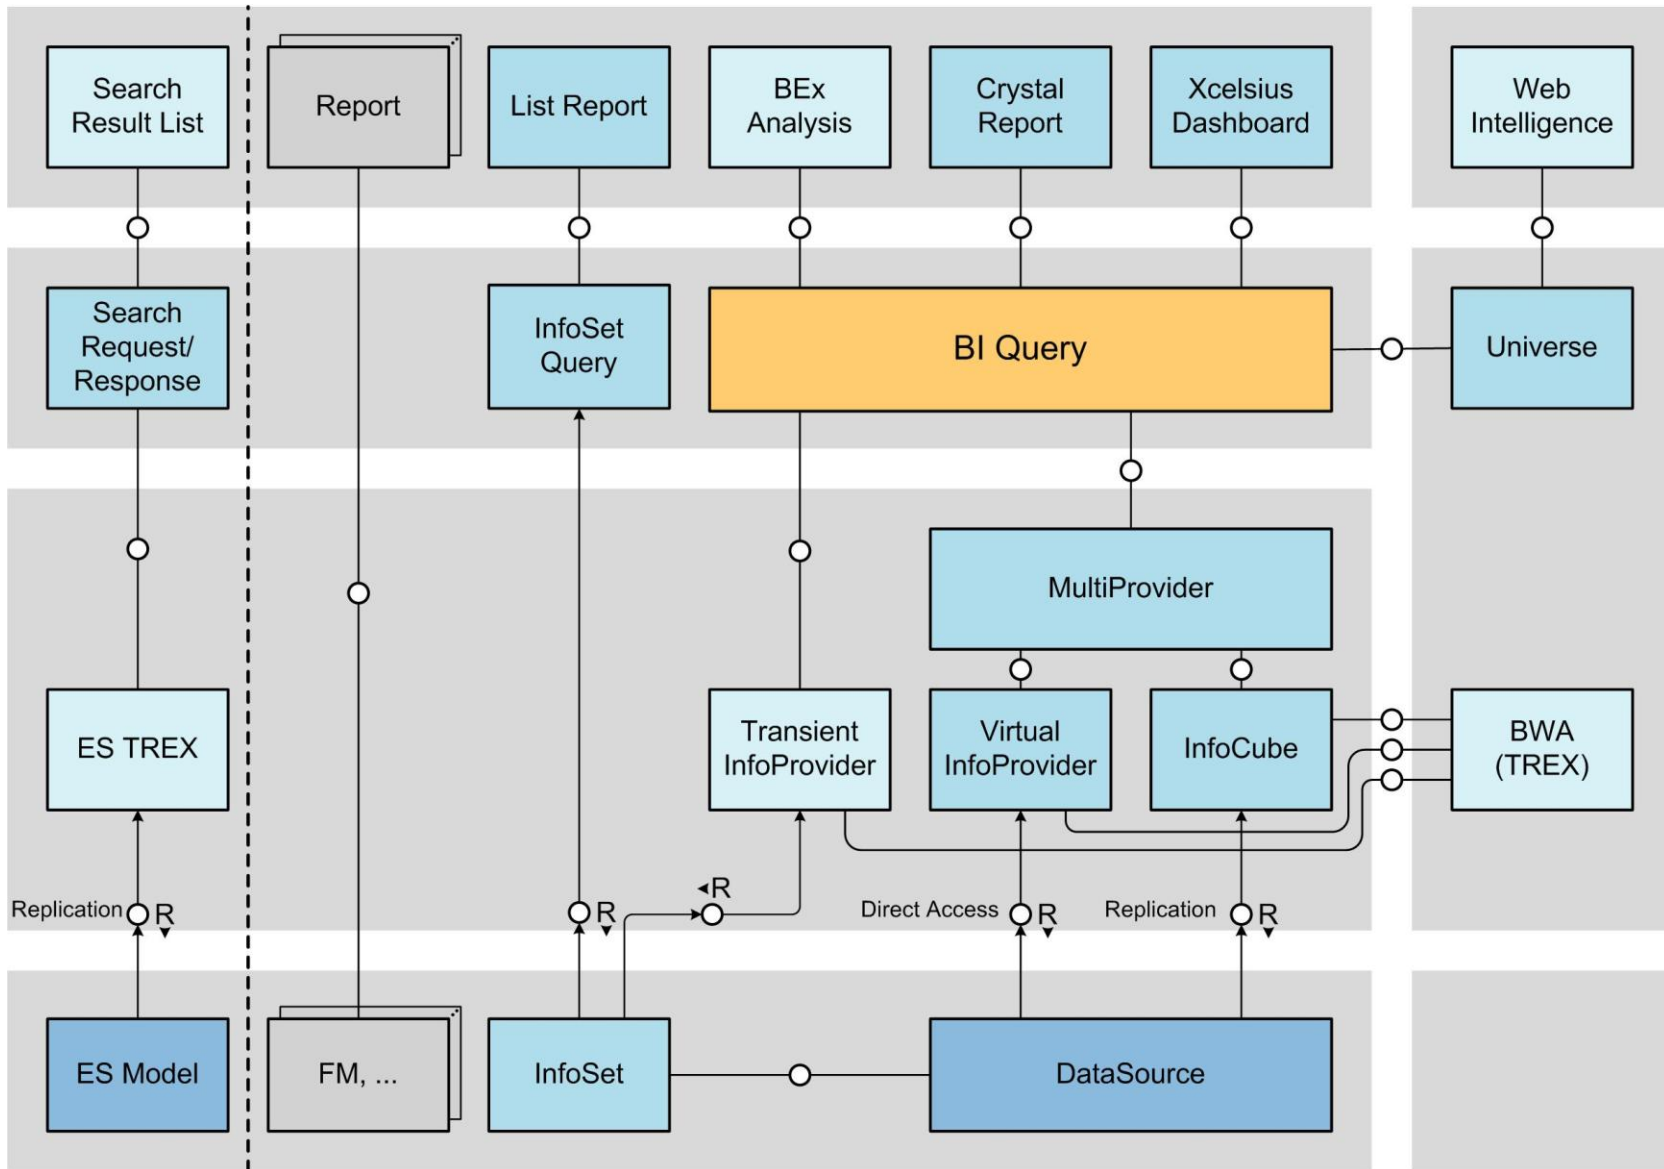 Search
Result List
Report
List Report
BEx
Analysis
Crystal
Report
Xcelsius
Dashboard
Web
Intelligence
Search
Request/
Response
InfoSet
Query
BI Query
Universe
MultiProvider
ES TREX
Transient
InfoProvider
Virtual
InfoProvider
InfoCube
BWA
(TREX)
Replication
R
R
R
Direct Access
R
Replication
R
ES Model
FM, ...
InfoSet
DataSource